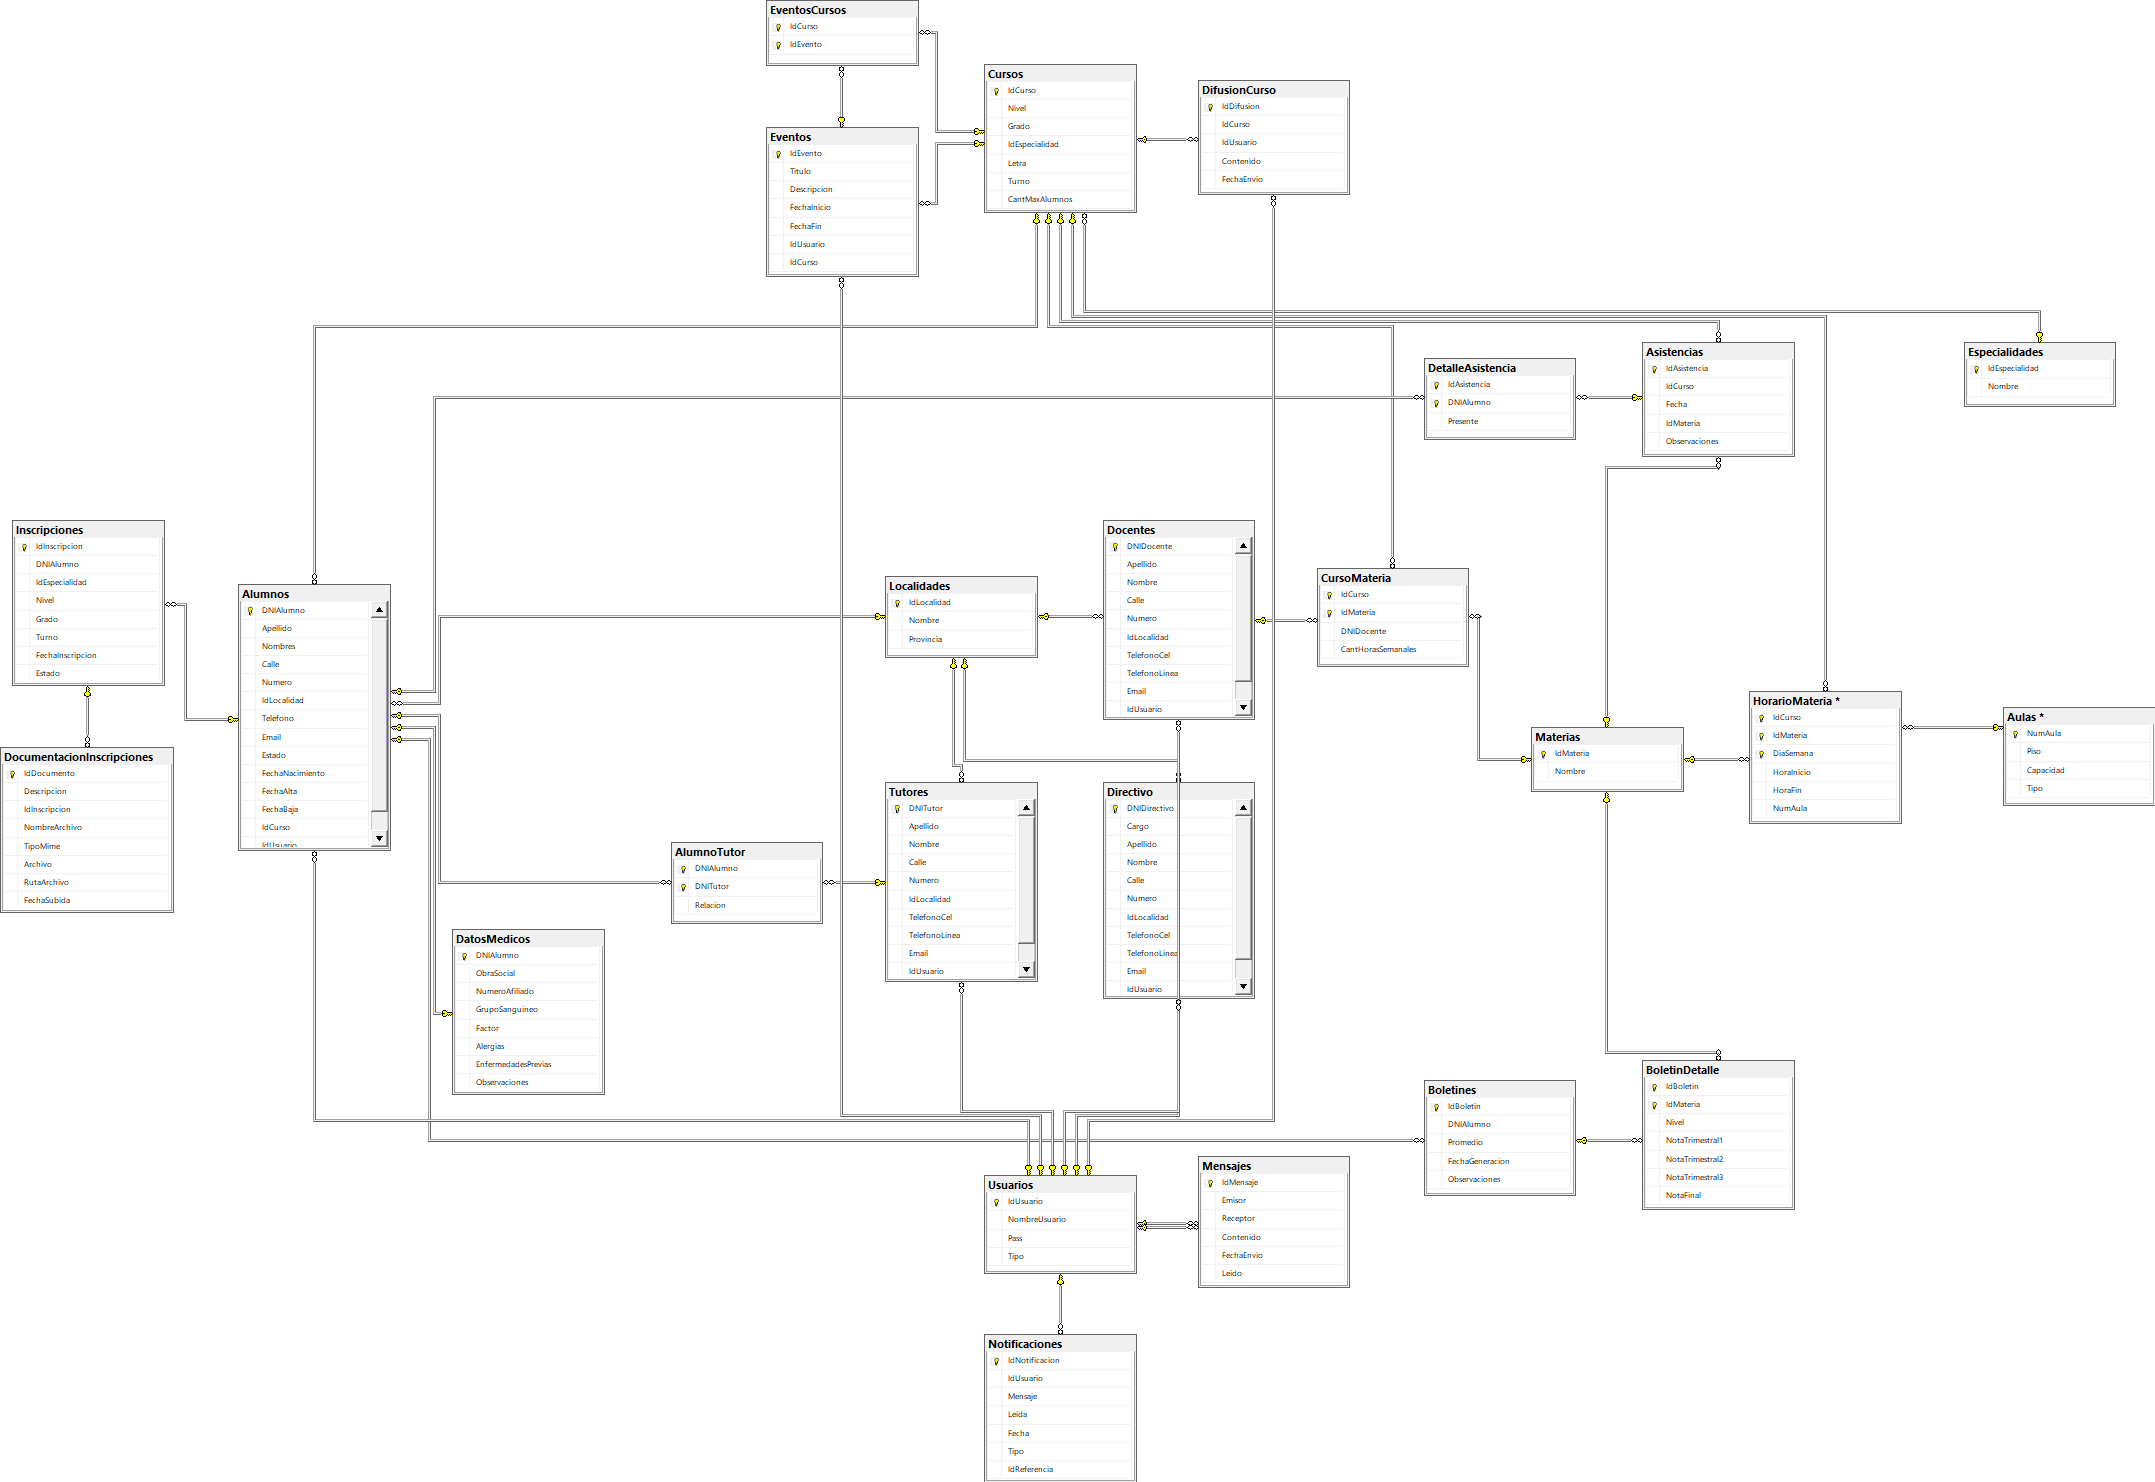 EventosCursos
IdCurso
IdEvento
Cursos
IdCurso
Nivel
Grado
IdEspecialidad
Letra
Turno
CantMaxAlumnos
DifusionCurso
IdDifusion
IdCurso
IdUsuario
Contenido
FechaEnvio
Eventos
IdEvento
Titulo
Descripcion
FechaInicio
FechaFin
IdUsuario
IdCurso
DetalleAsistencia
IdAsistencia
DNIAlumno
Presente
Asistencias
IdAsistencia
IdCurso
Fecha
IdMateria
Observaciones
Especialidades
IdEspecialidad
Nombre
Inscripciones
IdInscripcion
DNIAlumno
IdEspecialidad
Nivel
Grado
Turno
FechaInscripcion
Estado
Alumnos
DNIAlumno
Apellido
Nombres
Calle
Numero
IdLocalidad
Telefono
Email
Estado
FechaNacimiento
FechaAlta
FechaBaja
IdCurso
IdUsuario
Localidades
IdLocalidad
Nombre
Provincia
Docentes
DNIDocente
Apellido
Nombre
Calle
Numero
IdLocalidad
TelefonoCel
TelefonoLinea
Email
IdUsuario
CursoMateria
IdCurso
IdMateria
DNIDocente
CantHorasSemanales
Materias
IdMateria
Nombre
HorarioMateria *
IdCurso
IdMateria
DiaSemana
HoraInicio
HoraFin
NumAula
Aulas *
NumAula
Piso
Capacidad
Tipo
DocumentacionInscripciones
IdDocumento
Descripcion
IdInscripcion
NombreArchivo
TipoMime
Archivo
RutaArchivo
FechaSubida
AlumnoTutor
DNIAlumno
DNITutor
Relacion
Tutores
DNITutor
Apellido
Nombre
Calle
Numero
IdLocalidad
TelefonoCel
TelefonoLinea
Email
IdUsuario
Directivo
DNIDirectivo
Cargo
Apellido
Nombre
Calle
Numero
IdLocalidad
TelefonoCel
TelefonoLinea
Email
IdUsuario
DatosMedicos
DNIAlumno
ObraSocial
NumeroAfiliado
GrupoSanguineo
Factor
Alergias
EnfermedadesPrevias
Observaciones
Boletines
IdBoletin
DNIAlumno
Promedio
FechaGeneracion
Observaciones
BoletinDetalle
IdBoletin
IdMateria
Nivel
NotaTrimestral1
NotaTrimestral2
NotaTrimestral3
NotaFinal
Usuarios
IdUsuario
NombreUsuario
Pass
Tipo
Mensajes
IdMensaje
Emisor
Receptor
Contenido
FechaEnvio
Leido
Notificaciones
IdNotificacion
IdUsuario
Mensaje
Leida
Fecha
Tipo
IdReferencia